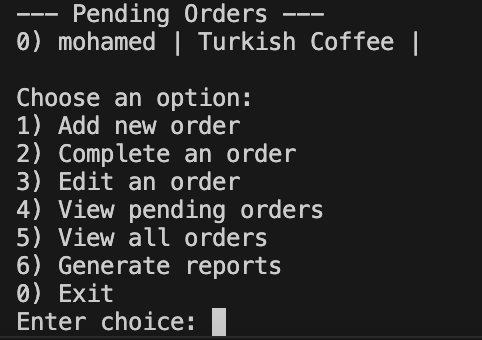 --- Pending Orders ---
0) mohamed | Turkish Coffee |
Choose an option:
1) Add new order
2) Complete an order
3) Edit an order
4) View pending orders
5) View all orders
6) Generate reports
0) Exit
Enter choice: